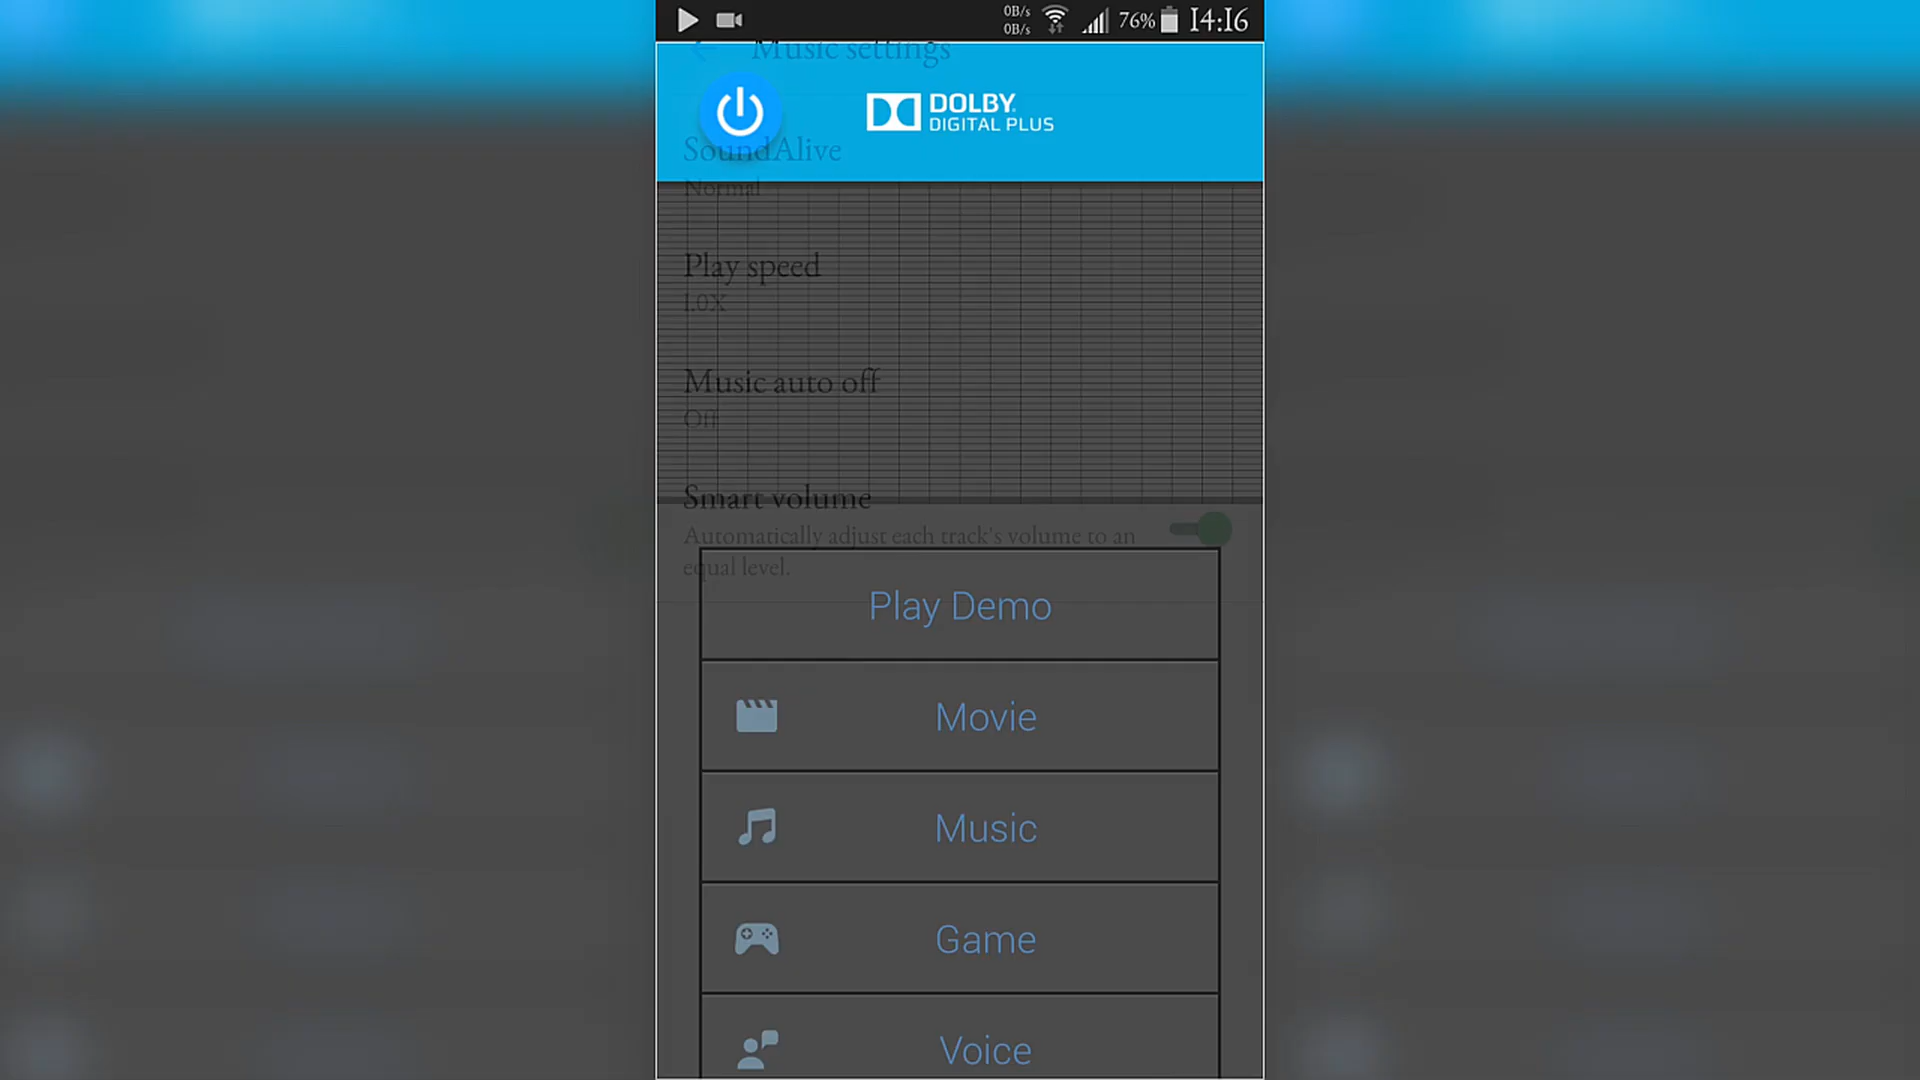 0B/s
0B/s
76%
14:16
Music settings
DOLBY
DIGITAL PLUS
SoundAlive
Normal
Play speed
1.0X
Music auto off
Off
Smart volume
Automatically adjust each track's volume to an
equal level.
Play Demo
Movie
Music
Game
Voice